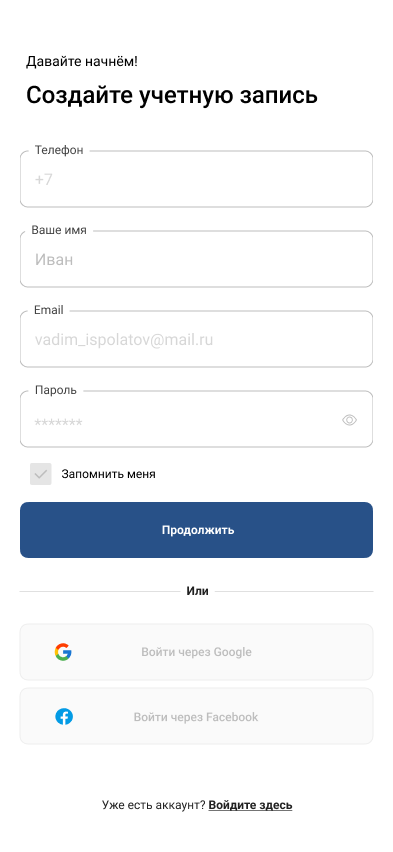 Давайте начнём!
Создайте учетную запись
Телефон
+7
Ваше имя
Иван
Email
vadim_ispolatov@mail.ru
Пароль
*******
Запомнить меня
Продолжить
Или
Войти через Google
Войти через Facebook
Уже есть аккаунт? Войдите здесь